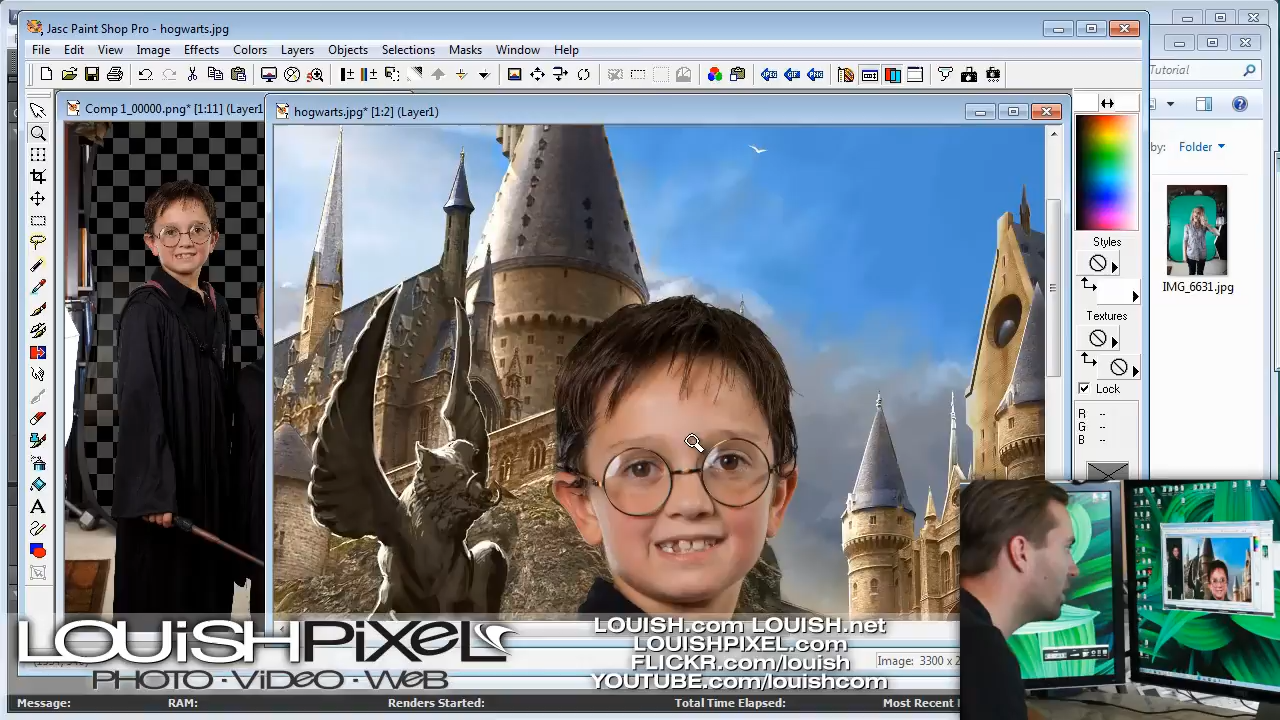 Jasc Paint Shop Pro - hogwarts.jpg
File Edit View Image Effects Colors Layers Objects Selections Masks Window Help
Tutorial
Comp 1_00000.png* [1:11] (Layer1
hogwarts.jpg* [1:2] (Layer1)
by: Folder
Styles
IMG_6631.jpg
Textures
Lock
R --
G --
B --
A
LOUiSHPiXEL
PHOTO · ViDEO · WEB
LOUISH.com LOUISH.net
LOUISHPIXEL.com
FLICKR.com/louish
YOUTUBE.com/louishcom
Image: 3300 x 2
Message: RAM: Renders Started: Total Time Elapsed: Most Recent